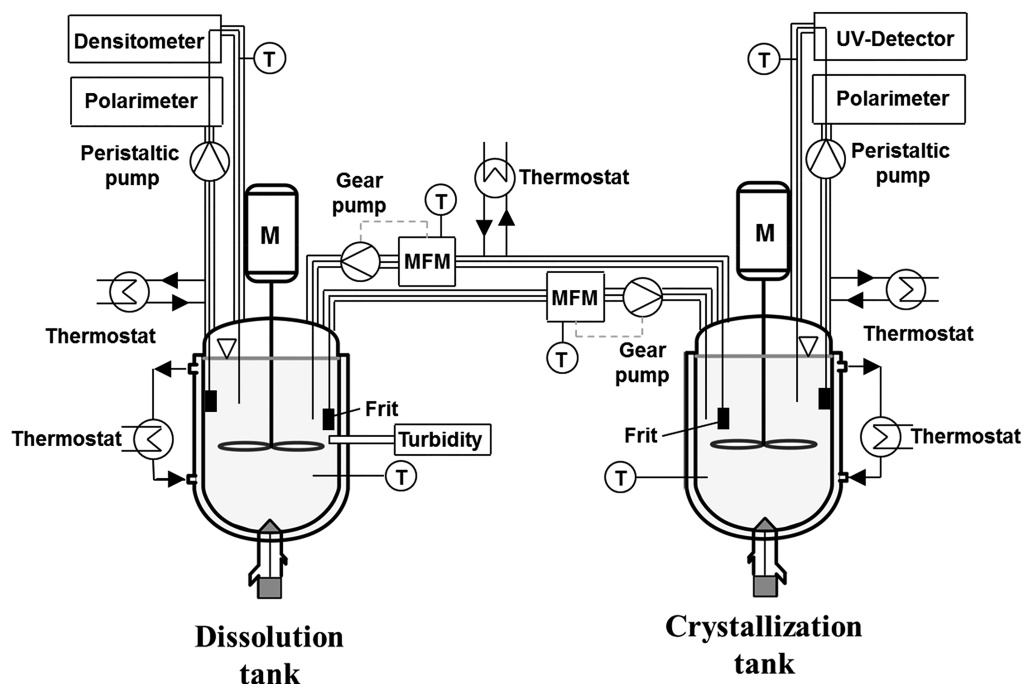 Densitometer
T
T
UV-Detector
Polarimeter
Polarimeter
Peristaltic
pump
Peristaltic
pump
Gear
pump
Thermostat
T
M
M
MFM
MFM
Thermostat
Thermostat
T
Gear
pump
Frit
Frit
Thermostat
Turbidity
Thermostat
T
T
Dissolution
tank
Crystallization
tank